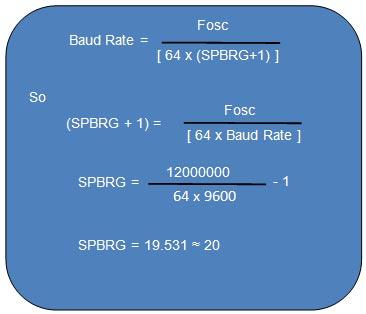 Fosc
Baud Rate =
[ 64 x (SPBRG+1) ]
So
Fosc
(SPBRG + 1) =
[ 64 x Baud Rate ]
12000000
SPBRG = - 1
64 x 9600
SPBRG = 19.531 ≈ 20